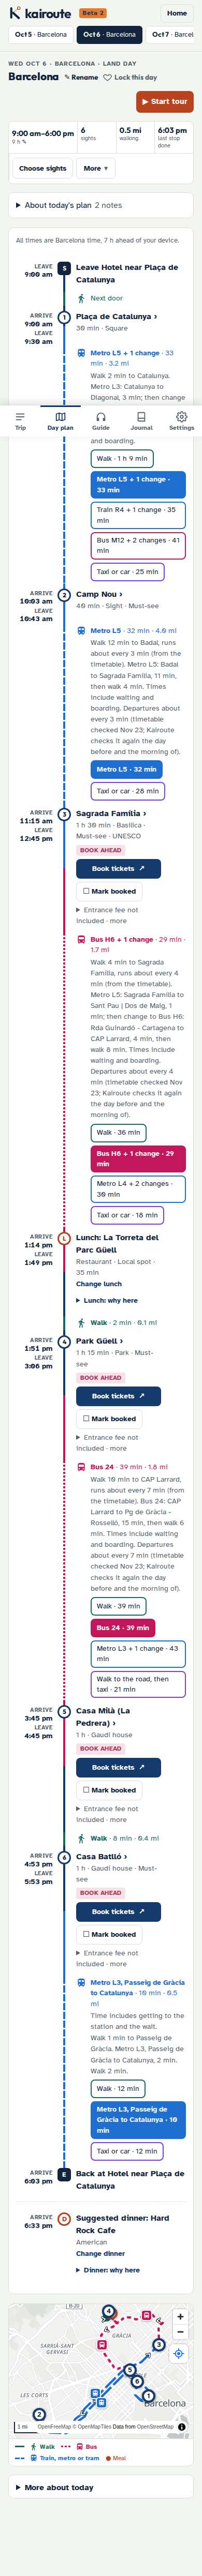 kairoute Beta 2 Home
Oct 5 · Barcelona Oct 6 · Barcelona Oct 7 · Barcel
WED OCT 6 › BARCELONA › LAND DAY
Barcelona ✎ Rename ♡ Lock this day
▶ Start tour
9:00 am–6:00 pm
9 h ✎
6
sights
0.5 mi
walking
6:03 pm
last stop
done
Choose sights
More ▾
▶ About today's plan 2 notes
All times are Barcelona time, 7 h ahead of your device.
LEAVE
9:00 am
S
Leave Hotel near Plaça de
Catalunya
Next door
ARRIVE
9:00 am
LEAVE
9:30 am
1
Plaça de Catalunya ›
30 min · Square
Metro L5 + 1 change · 33
min · 3.2 mi
Walk 2 min to Catalunya.
Metro L3: Catalunya to
Diagonal, 3 min; then change
Trip
Day plan
Guide
Journal
Settings
and boarding.
Walk · 1 h 9 min
Metro L5 + 1 change ·
33 min
Train R4 + 1 change · 35
min
Bus M12 + 2 changes · 41
min
Taxi or car · 25 min
ARRIVE
10:03 am
LEAVE
10:43 am
2
Camp Nou ›
40 min · Sight · Must-see
Metro L5 · 32 min · 4.0 mi
Walk 12 min to Badal,
every 3 min (from the
timetable). Metro L5: Badal
to Sagrada Família, 11 min,
then walk 4 min. Times
include waiting and
boarding. Departures about
every 3 min (timetable
checked Nov 23; Kairoute
checks it again the day
before and the morning of).
Metro L5 · 32 min
Taxi or car · 26 min
ARRIVE
11:15 am
LEAVE
12:45 pm
3
Sagrada Família ›
1 h 30 min · Basilica ·
Must-see · UNESCO
BOOK AHEAD
Book tickets ↗
☐ Mark booked
▶ Entrance fee not
included · more
Bus H6 + 1 change · 29 min ·
1.7 mi
Walk 4 min to Sagrada
Família, runs about every 4
min (from the timetable).
Metro L5: Sagrada Família to
Sant Pau | Dos de Maig, 1
min; then change to Bus H6:
Rda Guinardó - Cartagena to
CAP Larrard, 4 min, then
walk 8 min. Times include
waiting and boarding.
Departures about every 4
min (timetable checked Nov
23; Kairoute checks it again
the day before and the
morning of).
Walk · 36 min
Bus H6 + 1 change · 29
min
Metro L4 + 2 changes ·
30 min
Taxi or car · 16 min
ARRIVE
1:14 pm
LEAVE
1:49 pm
L
Lunch: La Torreta del
Parc Güell
Restaurant · Local spot ·
35 min
Change lunch
▶ Lunch: why here
Walk · 2 min · 0.1 mi
ARRIVE
1:51 pm
LEAVE
3:06 pm
4
Park Güell ›
1 h 15 min · Park · Must-
see
BOOK AHEAD
Book tickets ↗
☐ Mark booked
▶ Entrance fee not
included · more
Bus 24 · 39 min · 1.8 mi
Walk 10 min to CAP Larrard,
runs about every 7 min (from
the timetable). Bus 24: CAP
Larrard to Pg de Gràcia -
Rosselló, 15 min, then walk 6
min. Times include waiting
and boarding. Departures
about every 7 min (timetable
checked Nov 23; Kairoute
checks it again the day
before and the morning of).
Walk · 39 min
Bus 24 · 39 min
Metro L3 + 1 change · 43
min
Walk to the road, then
taxi · 21 min
ARRIVE
3:45 pm
LEAVE
4:45 pm
5
Casa Milà (La
Pedrera) ›
1 h · Gaudí house
BOOK AHEAD
Book tickets ↗
☐ Mark booked
▶ Entrance fee not
included · more
Walk · 8 min · 0.4 mi
ARRIVE
4:53 pm
LEAVE
5:53 pm
6
Casa Batlló ›
1 h · Gaudí house · Must-
see
BOOK AHEAD
Book tickets ↗
☐ Mark booked
▶ Entrance fee not
included · more
Metro L3, Passeig de Gràcia
to Catalunya · 10 min · 0.5
mi
Time includes getting to the
station and the wait.
Walk 1 min to Passeig de
Gràcia. Metro L3, Passeig de
Gràcia to Catalunya, 2 min.
Walk 2 min.
Walk · 12 min
Metro L3, Passeig de
Gràcia to Catalunya · 10
min
Taxi or car · 12 min
ARRIVE
6:03 pm
E
Back at Hotel near Plaça de
Catalunya
ARRIVE
6:33 pm
D
Suggested dinner: Hard
Rock Cafe
American
Change dinner
▶ Dinner: why here
B-20
GRÀCIA
SARRIÀ-SANT
GERVASI
LES CORTS
Barcelona
1 2 3 4 5 6
1 mi
OpenFreeMap © OpenMapTiles Data from OpenStreetMap
Walk Bus
Train, metro or tram Meal
▶ More about today